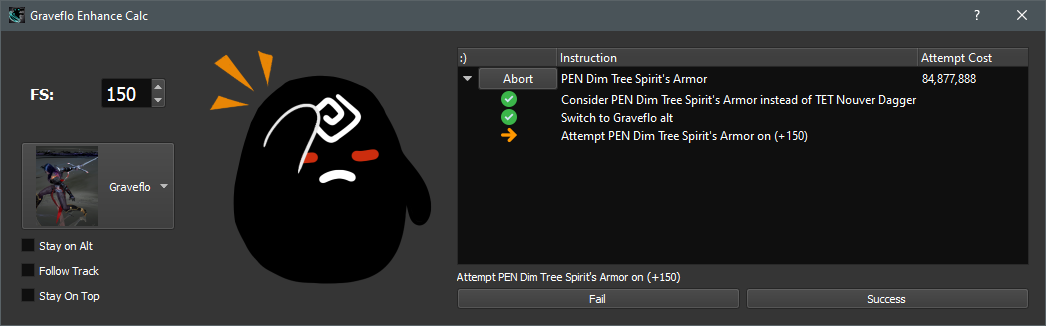 Graveflo Enhance Calc
?
FS:
150
Graveflo
Stay on Alt
Follow Track
Stay On Top
:) Instruction Attempt Cost
Abort PEN Dim Tree Spirit's Armor 84,877,888
Consider PEN Dim Tree Spirit's Armor instead of TET Nouver Dagger
Switch to Graveflo alt
Attempt PEN Dim Tree Spirit's Armor on (+150)
Attempt PEN Dim Tree Spirit's Armor on (+150)
Fail Success